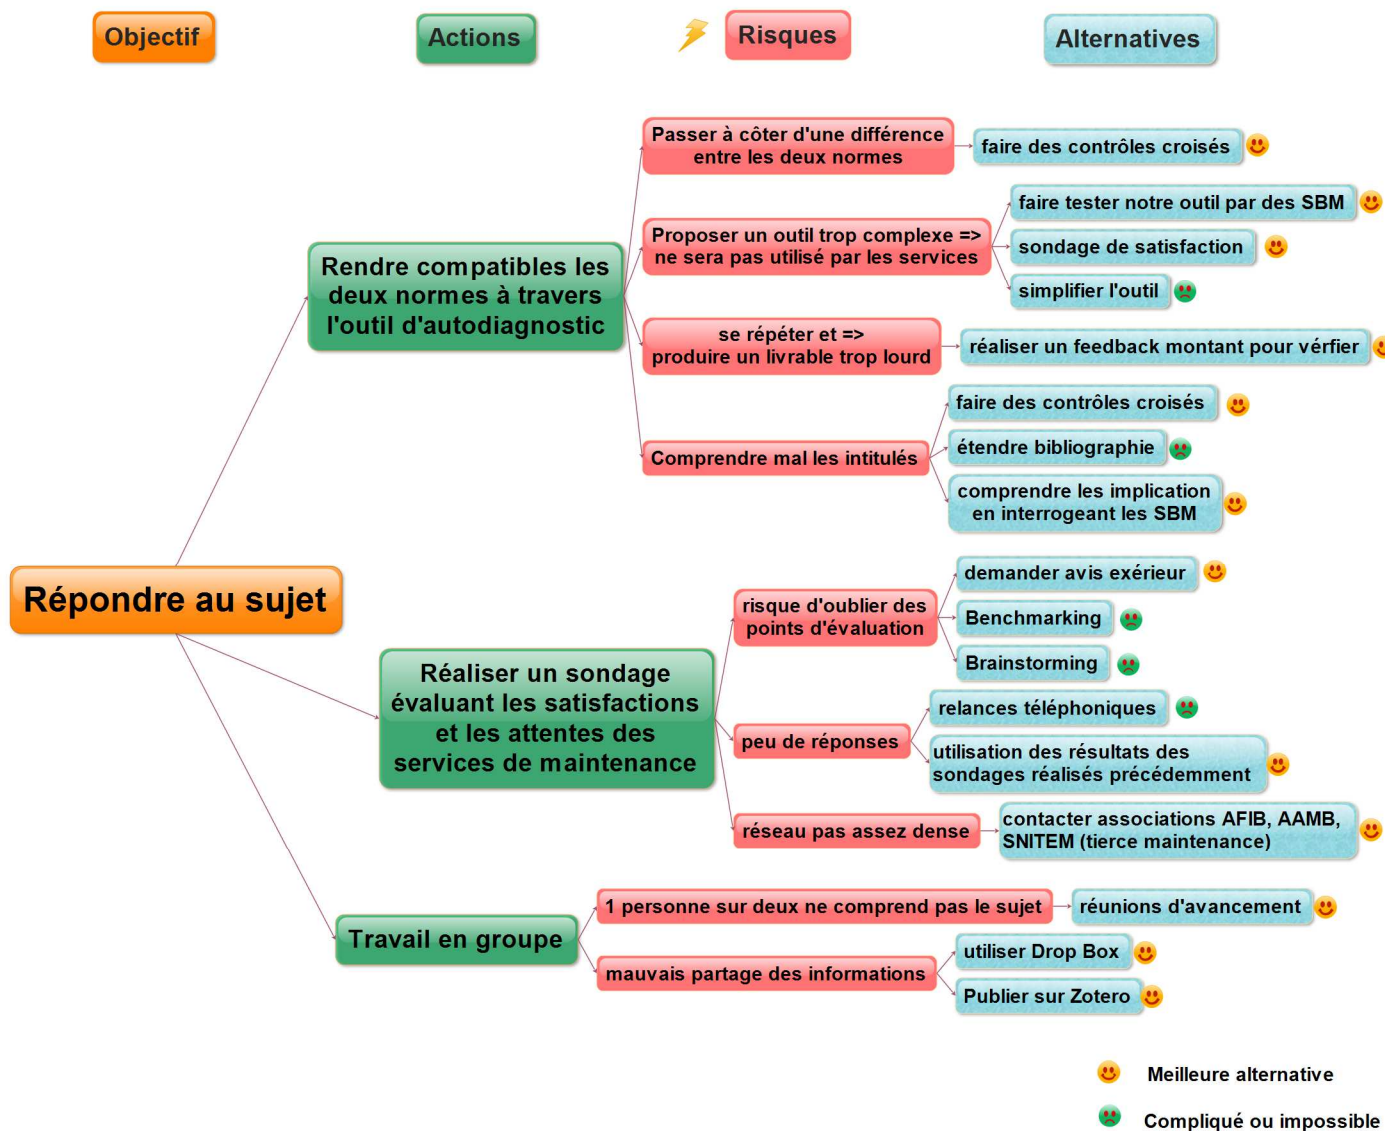 Objectif
Actions
Risques
Alternatives
Passer à côter d'une différence
entre les deux normes
faire des contrôles croisés
faire tester notre outil par des SBM
Proposer un outil trop complexe =>
ne sera pas utilisé par les services
sondage de satisfaction
simplifier l'outil
Rendre compatibles les
deux normes à travers
l'outil d'autodiagnostic
se répéter et =>
produire un livrable trop lourd
réaliser un feedback montant pour vérfier
faire des contrôles croisés
Comprendre mal les intitulés
étendre bibliographie
comprendre les implication
en interrogeant les SBM
Répondre au sujet
demander avis exérieur
risque d'oublier des
points d'évaluation
Benchmarking
Brainstorming
Réaliser un sondage
évaluant les satisfactions
et les attentes des
services de maintenance
relances téléphoniques
peu de réponses
utilisation des résultats des
sondages réalisés précédemment
réseau pas assez dense
contacter associations AFIB, AAMB,
SNITEM (tierce maintenance)
1 personne sur deux ne comprend pas le sujet
réunions d'avancement
Travail en groupe
utiliser Drop Box
mauvais partage des informations
Publier sur Zotero
Meilleure alternative
Compliqué ou impossible